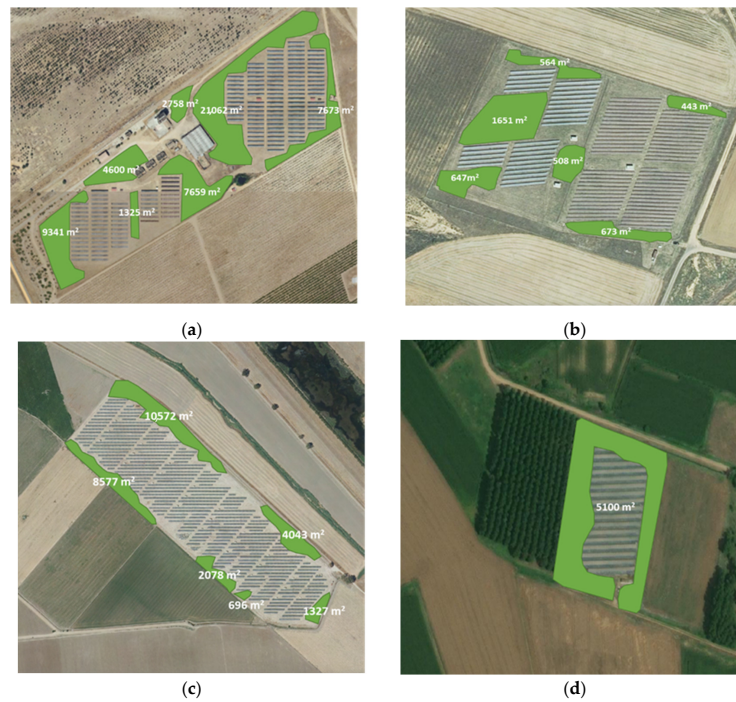 2758 m²
21062 m²
7673 m²
4600 m²
7659 m²
1325 m²
9341 m²
564 m²
443 m²
1651 m²
508 m²
647m²
673 m²
(a)
(b)
10572 m²
8577 m²
4043 m²
2078 m²
696 m²
1327 m²
5100 m²
(c)
(d)